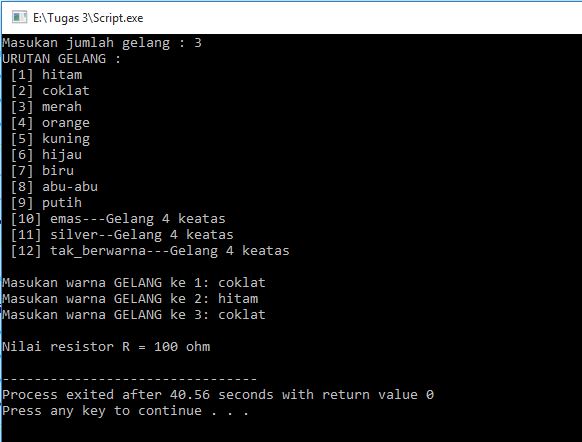 E:\Tugas 3\Script.exe
Masukan jumlah gelang : 3
URUTAN GELANG :
[1] hitam
[2] coklat
[3] merah
[4] orange
[5] kuning
[6] hijau
[7] biru
[8] abu-abu
[9] putih
[10] emas---Gelang 4 keatas
[11] silver--Gelang 4 keatas
[12] tak_berwarna---Gelang 4 keatas
Masukan warna GELANG ke 1: coklat
Masukan warna GELANG ke 2: hitam
Masukan warna GELANG ke 3: coklat
Nilai resistor R = 100 ohm
--------------------------------
Process exited after 40.56 seconds with return value 0
Press any key to continue . . .